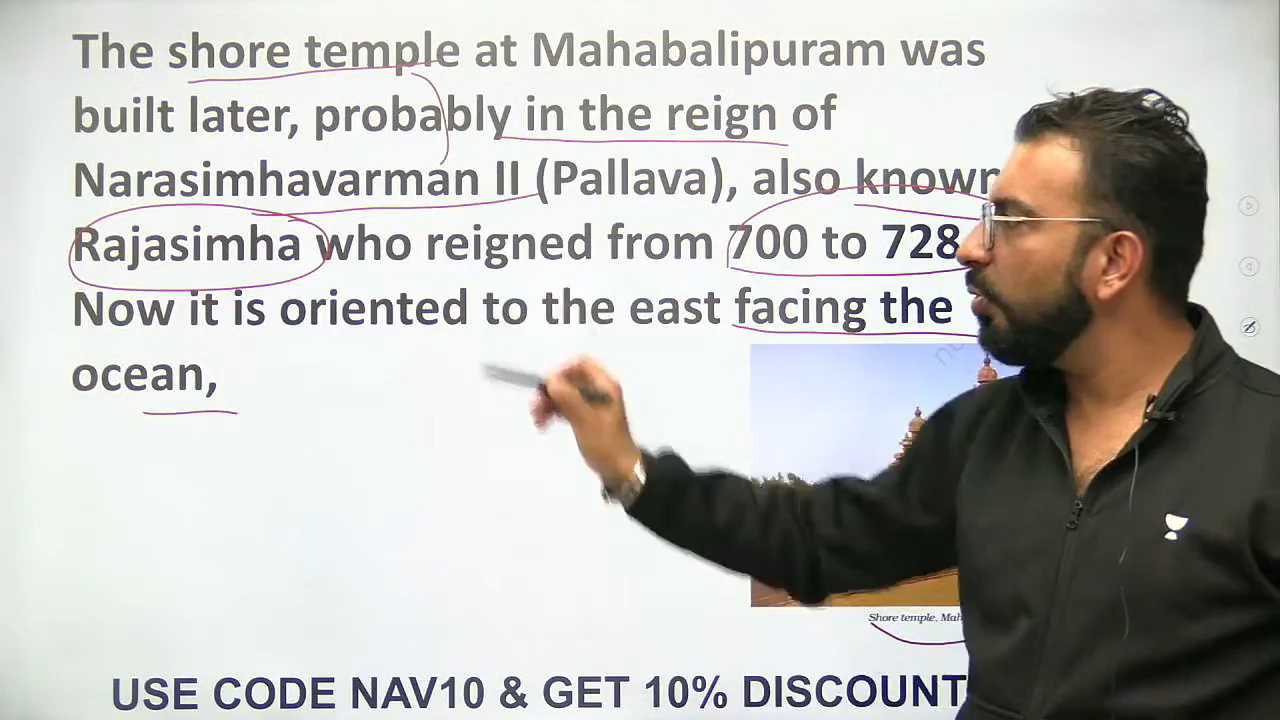 The shore temple at Mahabalipuram was
built later, probably in the reign of
Narasimhavarman II (Pallava), also known
Rajasimha who reigned from 700 to 728
Now it is oriented to the east facing the
ocean,
Shore temple,
USE CODE NAV10 & GET 10% DISCOUNT